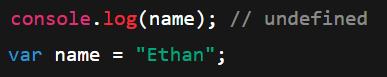 console.log(name); // undefined
var name = "Ethan";